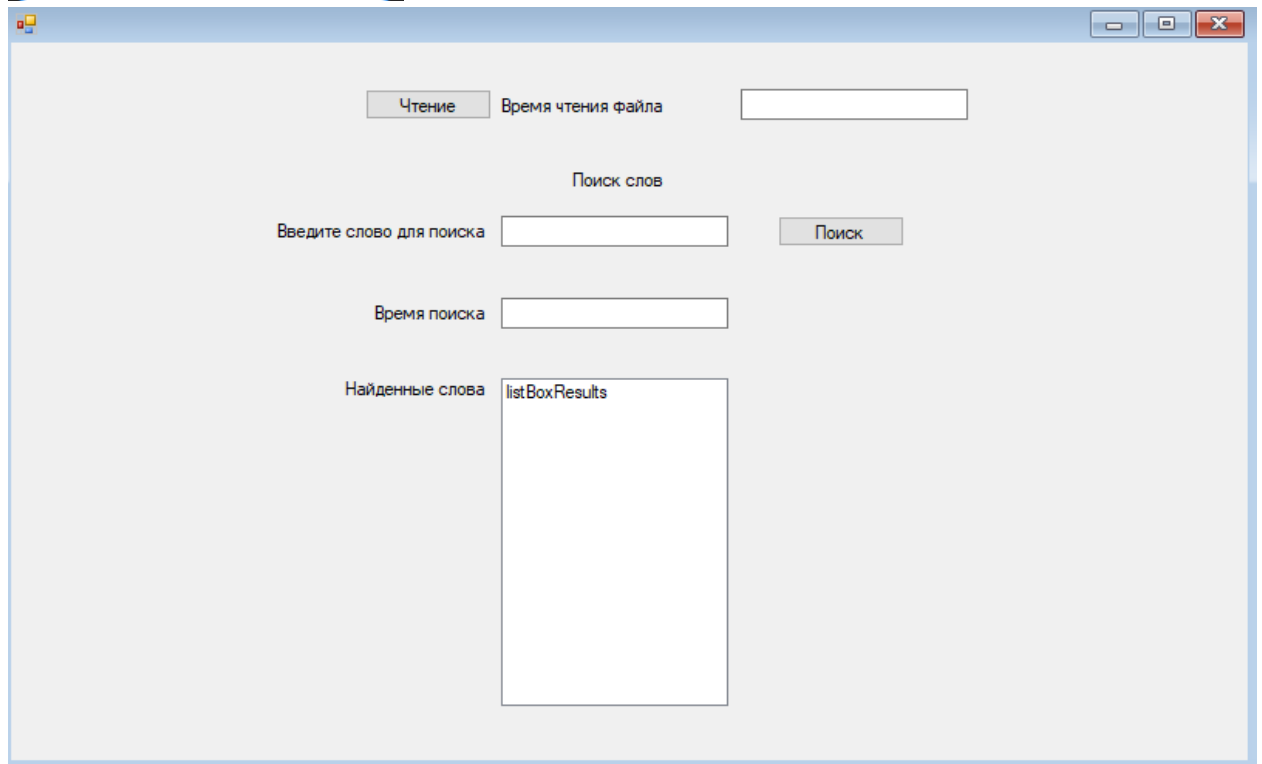 Чтение Время чтения файла
Поиск слов
Введите слово для поиска Поиск
Время поиска
Найденные слова listBoxResults